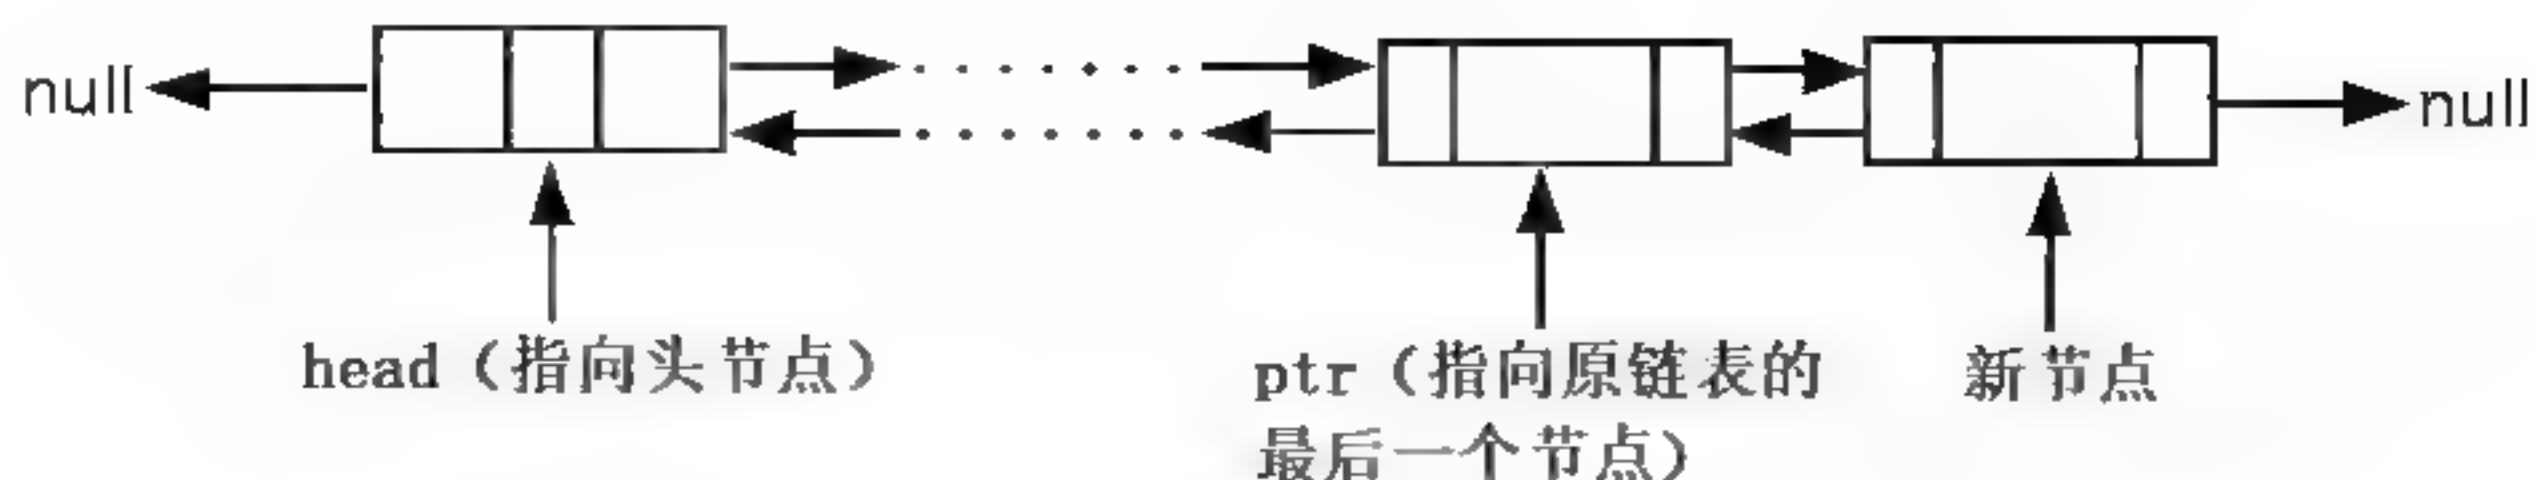 null
null
head（指向头节点）
ptr（指向原链表的
最后一个节点）
新节点